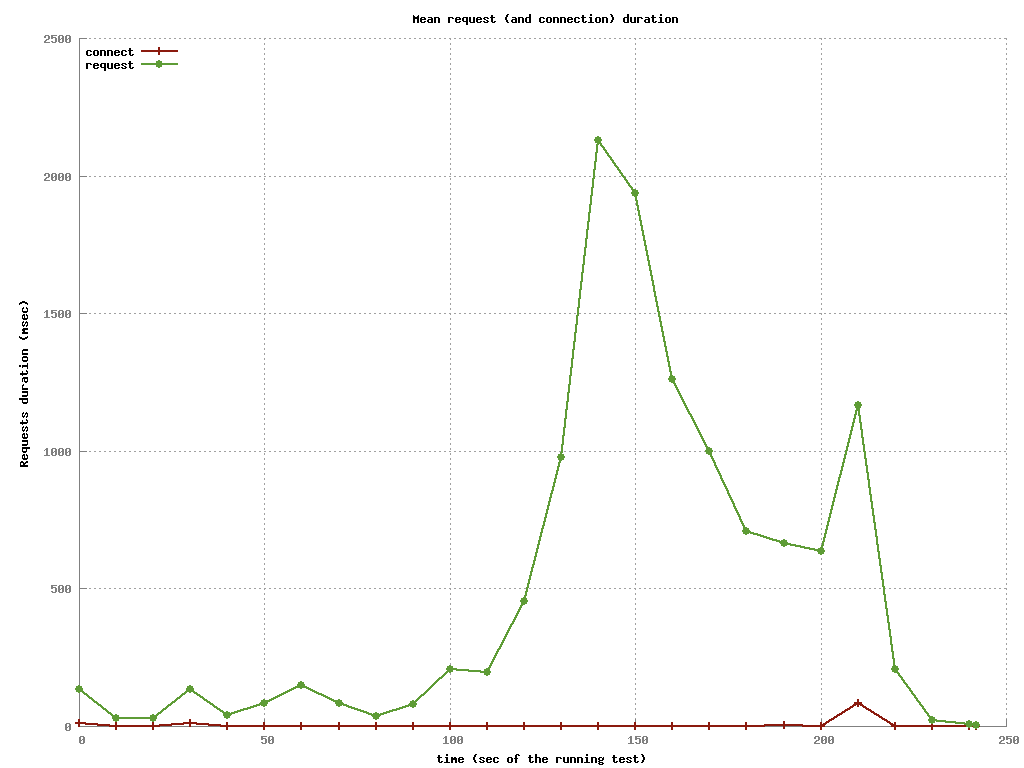 Mean request (and connection) duration
2500
connect
request
2000
1500
Requests duration (msec)
1000
500
0
0 50 100 150 200 250
time (sec of the running test)